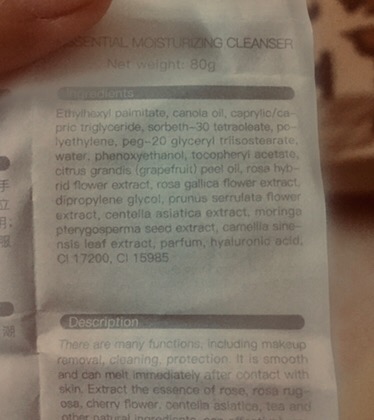 ESSENTIAL MOISTURIZING CLEANSER
Net weight: 80g
Ingredients
Ethylhexyl palmitate, canola oil, caprylic/ca-
pric triglyceride, sorbeth-30 tetraoleate, po-
lyethylene, peg-20 glyceryl triisostearate,
water, phenoxyethanol, tocopheryl acetate,
citrus grandis (grapefruit) peel oil, rosa hyb-
rid flower extract, rosa gallica flower extract,
dipropylene glycol, prunus serrulata flower
extract, centella asiatica extract, moringa
pterygosperma seed extract, camellia sine-
nsis leaf extract, parfum, hyaluronic acid,
CI 17200, CI 15985
Description
There are many functions, including makeup
removal, cleaning, protection. It is smooth
and can melt immediately after contact with
skin. Extract the essence of rose, rosa rug-
osa, cherry flower, centella asiatica, tea and
other natural ingredients